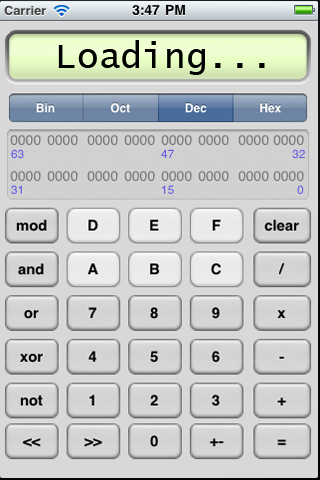 Carrier 3:47 PM
Loading...
Bin Oct Dec Hex
0000 0000 0000 0000 0000 0000 0000 0000
63 47 32
0000 0000 0000 0000 0000 0000 0000 0000
31 15 0
mod D E F clear
and A B C /
or 7 8 9 x
xor 4 5 6 -
not 1 2 3 +
<< >> 0 +- =